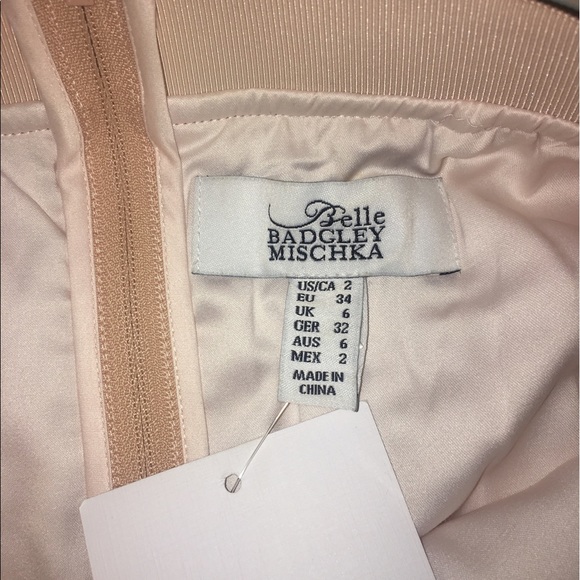 Belle
BADGLEY
MISCHKA
US/CA 2
EU 34
UK 6
GER 32
AUS 6
MEX 2
MADE IN
CHINA